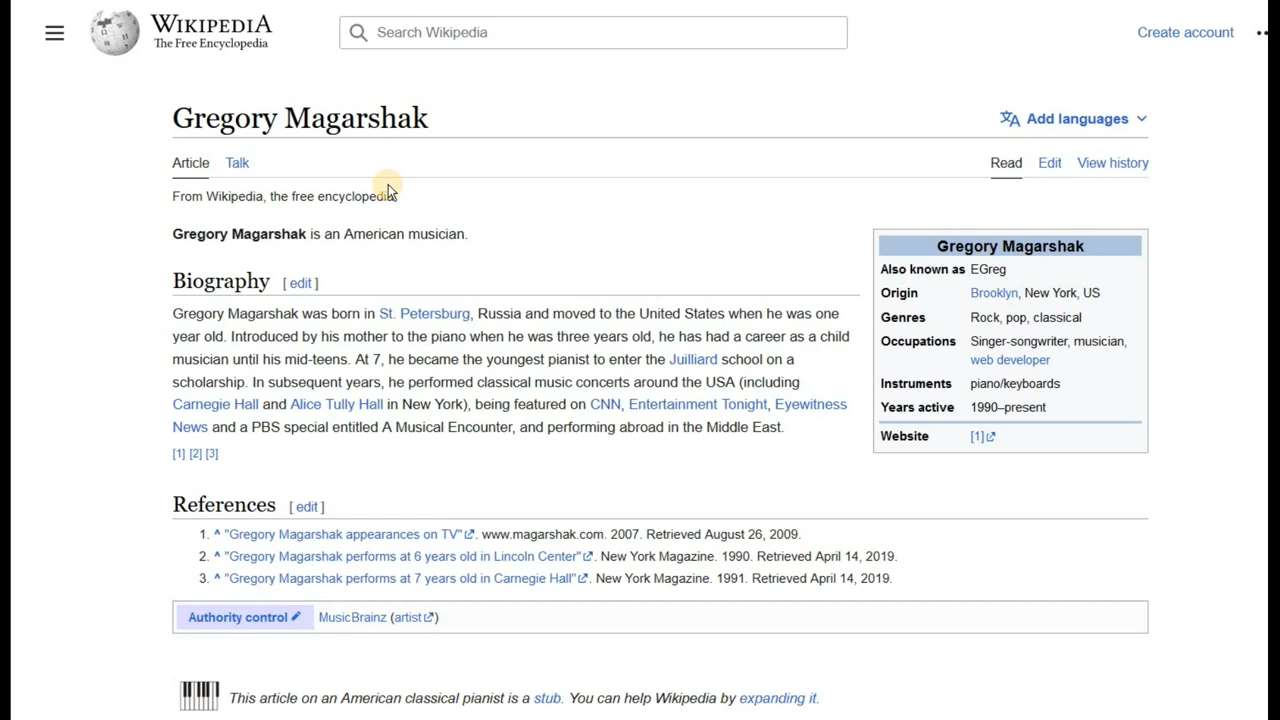 WIKIPEDIA
The Free Encyclopedia
Search Wikipedia
Create account
Gregory Magarshak
Add languages
Article Talk
Read Edit View history
From Wikipedia, the free encyclopedia
Gregory Magarshak is an American musician.
Biography [ edit ]
Gregory Magarshak was born in St. Petersburg, Russia and moved to the United States when he was one
year old. Introduced by his mother to the piano when he was three years old, he has had a career as a child
musician until his mid-teens. At 7, he became the youngest pianist to enter the Juilliard school on a
scholarship. In subsequent years, he performed classical music concerts around the USA (including
Carnegie Hall and Alice Tully Hall in New York), being featured on CNN, Entertainment Tonight, Eyewitness
News and a PBS special entitled A Musical Encounter, and performing abroad in the Middle East.
[1] [2] [3]
Gregory Magarshak
Also known as EGreg
Origin Brooklyn, New York, US
Genres Rock, pop, classical
Occupations Singer-songwriter, musician,
web developer
Instruments piano/keyboards
Years active 1990–present
Website [1]
References [ edit ]
1. ^ "Gregory Magarshak appearances on TV". www.magarshak.com. 2007. Retrieved August 26, 2009.
2. ^ "Gregory Magarshak performs at 6 years old in Lincoln Center". New York Magazine. 1990. Retrieved April 14, 2019.
3. ^ "Gregory Magarshak performs at 7 years old in Carnegie Hall". New York Magazine. 1991. Retrieved April 14, 2019.
Authority control MusicBrainz (artist)
This article on an American classical pianist is a stub. You can help Wikipedia by expanding it.